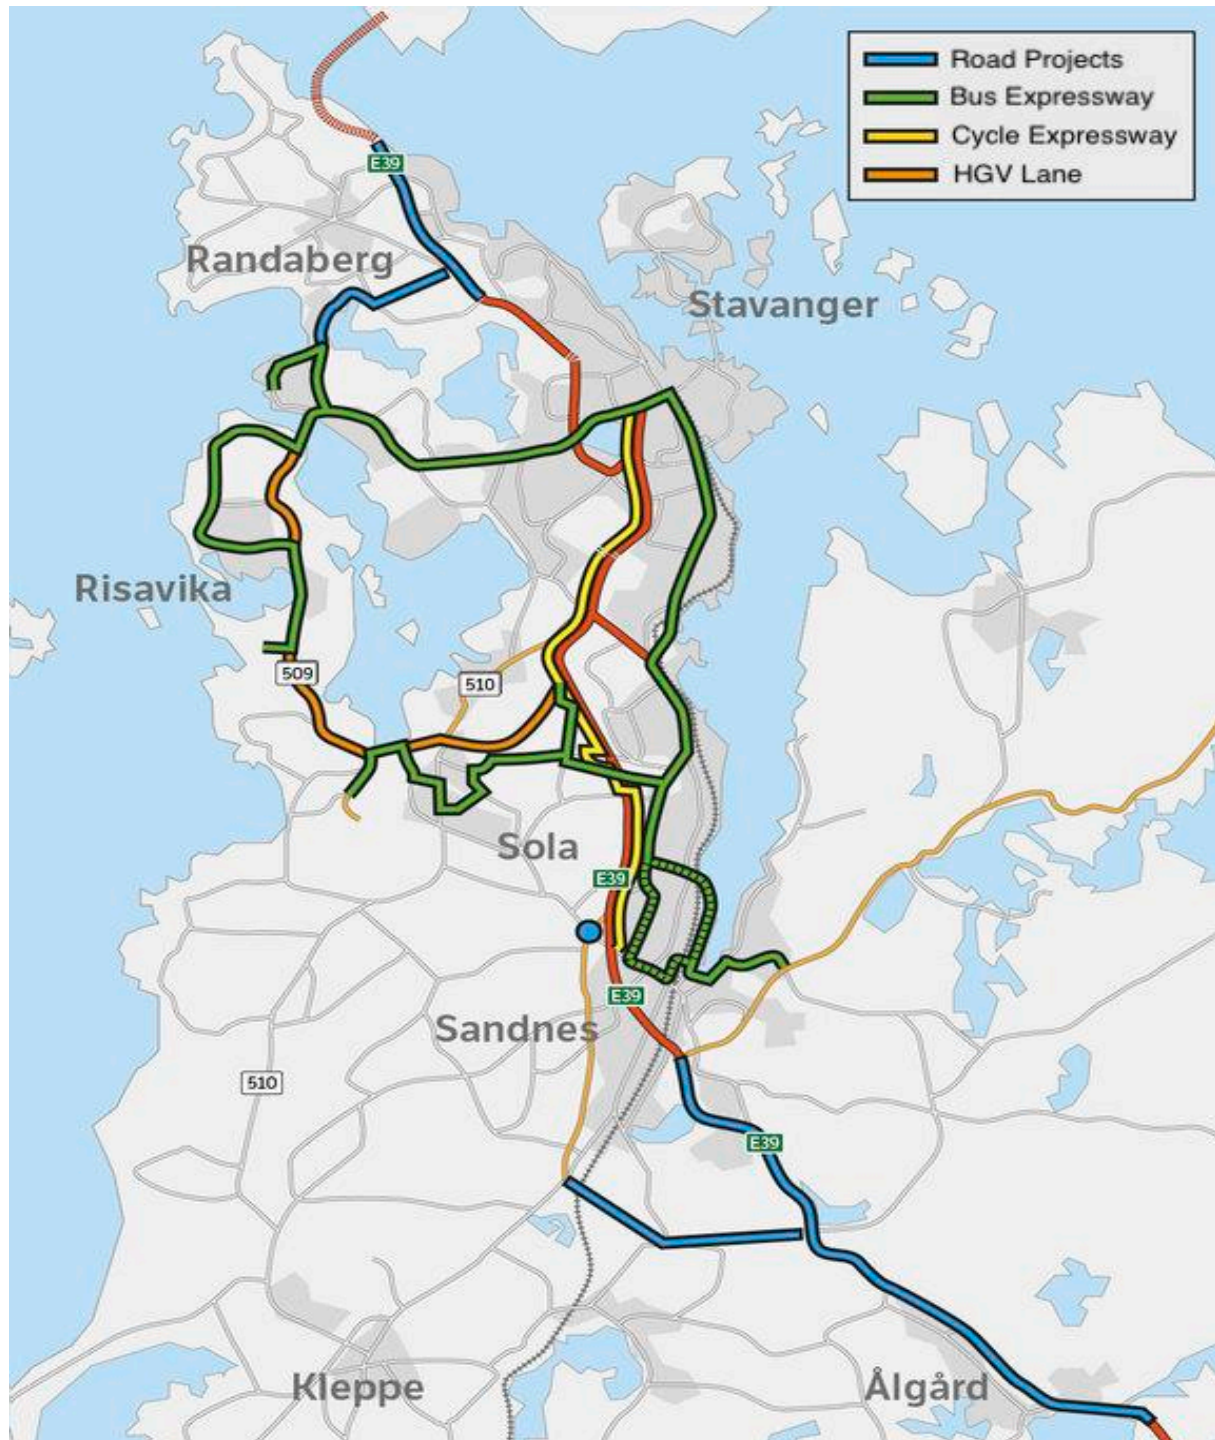 Road Projects
Bus Expressway
Cycle Expressway
HGV Lane
E39
Randaberg
Stavanger
Risavika
509
510
Sola
E39
E39
Sandnes
510
E39
Kleppe
Ålgård